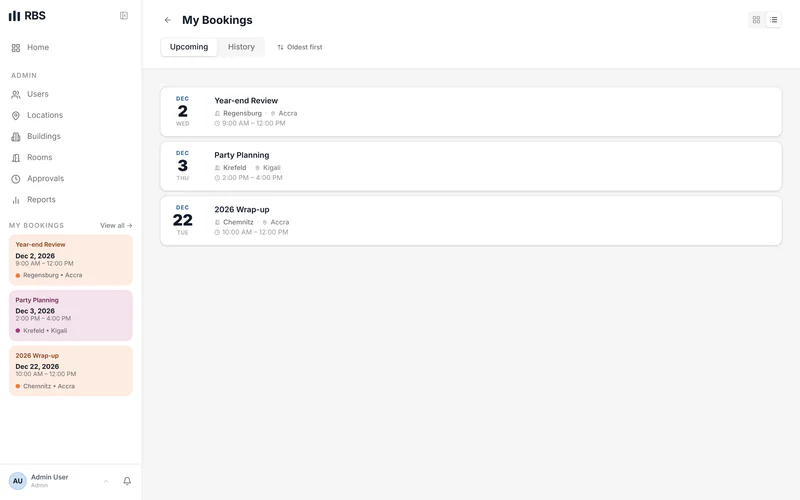 RBS
Home
ADMIN
Users
Locations
Buildings
Rooms
Approvals
Reports
MY BOOKINGS View all →
Year-end Review
Dec 2, 2026
9:00 AM – 12:00 PM
Regensburg • Accra
Party Planning
Dec 3, 2026
2:00 PM – 4:00 PM
Krefeld • Kigali
2026 Wrap-up
Dec 22, 2026
10:00 AM – 12:00 PM
Chemnitz • Accra
AU
Admin User
Admin
← My Bookings
Upcoming History Oldest first
DEC
2
WED
Year-end Review
Regensburg · Accra
9:00 AM – 12:00 PM
DEC
3
THU
Party Planning
Krefeld · Kigali
2:00 PM – 4:00 PM
DEC
22
TUE
2026 Wrap-up
Chemnitz · Accra
10:00 AM – 12:00 PM